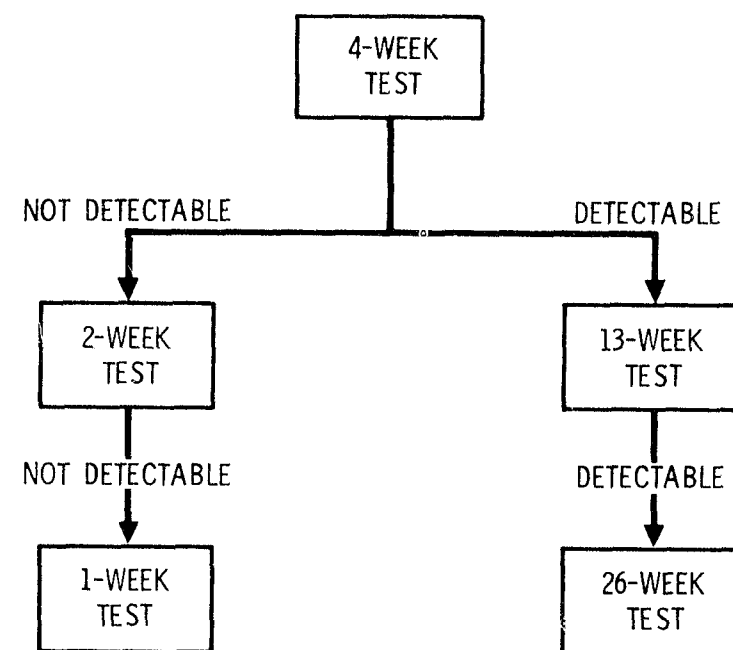 4-WEEK
TEST
NOT DETECTABLE
DETECTABLE
2-WEEK
TEST
13-WEEK
TEST
NOT DETECTABLE
DETECTABLE
1-WEEK
TEST
26-WEEK
TEST